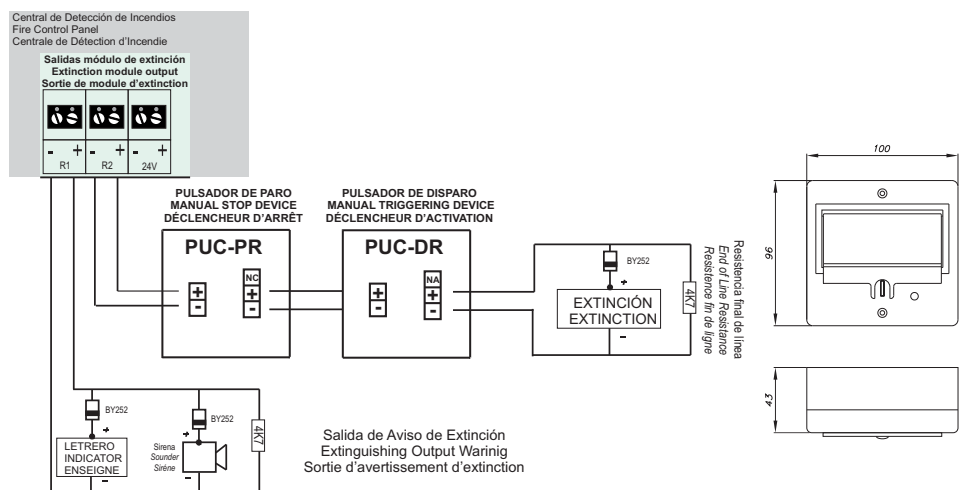 Central de Detección de Incendios
Fire Control Panel
Centrale de Détection d'Incendie
Salidas módulo de extinción
Extinction module output
Sortie de module d'extinction
- + - + - +
R1 R2 24V
PULSADOR DE PARO
MANUAL STOP DEVICE
DÉCLENCHEUR D'ARRÊT
PULSADOR DE DISPARO
MANUAL TRIGGERING DEVICE
DÉCLENCHEUR D'ACTIVATION
PUC-PR
NC
+ +
- -
PUC-DR
NA
+ +
- -
BY252
+
EXTINCIÓN
EXTINCTION
-
4K7
Resistencia final de línea
End of Line Resistance
Resistence fin de ligne
100
96
43
BY252
+
LETRERO
INDICATOR
ENSEIGNE
-
BY252
+
Sirena
Sounder
Siréne
-
4K7
Salida de Aviso de Extinción
Extinguishing Output Warinig
Sortie d'avertissement d'extinction